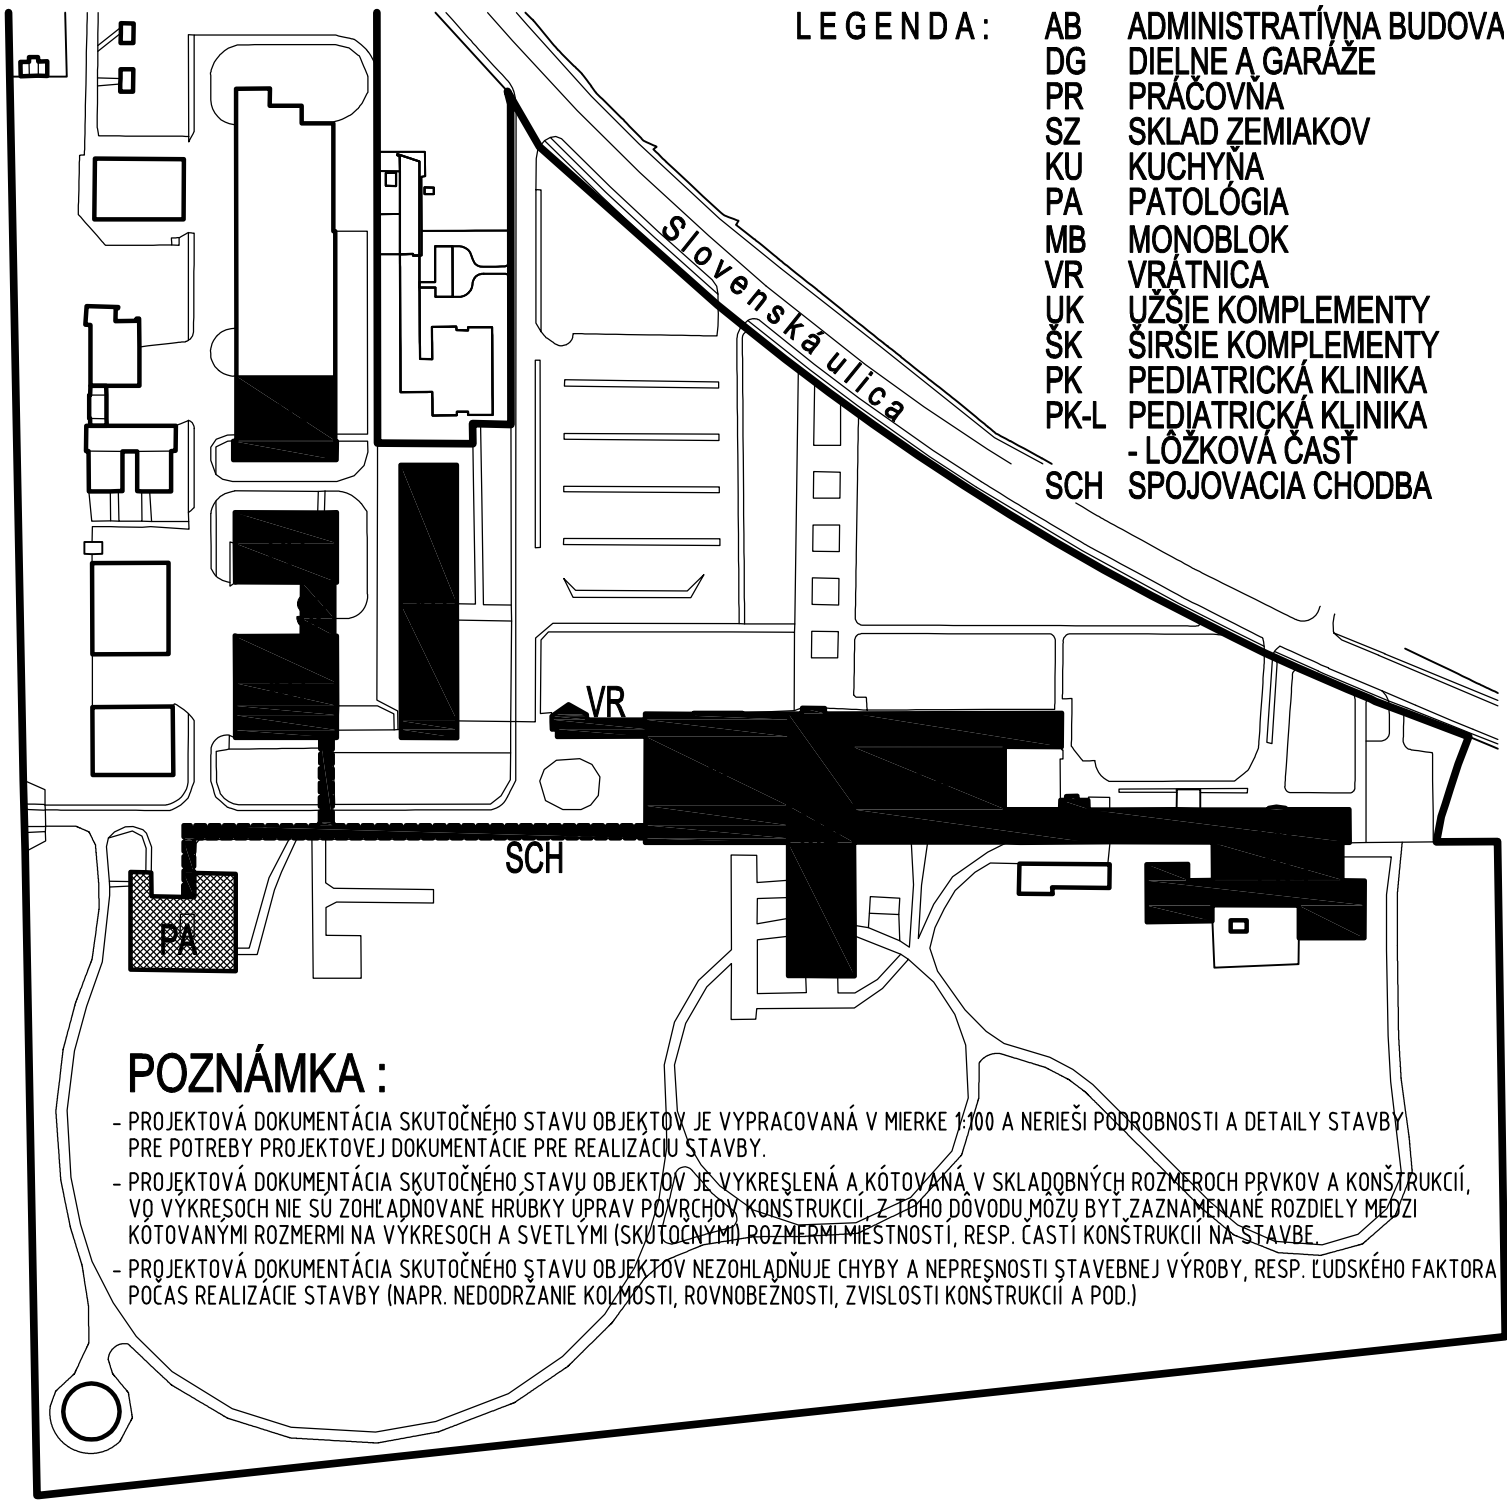 LEGENDA:
AB ADMINISTRATÍVNA BUDOVA
DG DIELNE A GARÁŽE
PR PRÁČOVŇA
SZ SKLAD ZEMIAKOV
KU KUCHYŇA
PA PATOLÓGIA
MB MONOBLOK
VR VRÁTNICA
UK UŽŠIE KOMPLEMENTY
ŠK ŠIRŠIE KOMPLEMENTY
PK PEDIATRICKÁ KLINIKA
PK-L PEDIATRICKÁ KLINIKA
- LÔŽKOVÁ ČASŤ
SCH SPOJOVACIA CHODBA
Slovenská ulica
VR
SCH
PA
POZNÁMKA :
- PROJEKTOVÁ DOKUMENTÁCIA SKUTOČNÉHO STAVU OBJEKTOV JE VYPRACOVANÁ V MIERKE 1:100 A NERIEŠI PODROBNOSTI A DETAILY STAVBY
PRE POTREBY PROJEKTOVEJ DOKUMENTÁCIE PRE REALIZÁCIU STAVBY.
- PROJEKTOVÁ DOKUMENTÁCIA SKUTOČNÉHO STAVU OBJEKTOV JE VYKRESLENÁ A KÓTOVANÁ V SKLADOBNÝCH ROZMEROCH PRVKOV A KONŠTRUKCIÍ,
VO VÝKRESOCH NIE SÚ ZOHĽADŇOVANÉ HRÚBKY ÚPRAV POVRCHOV KONŠTRUKCIÍ, Z TOHO DÔVODU MÔŽU BYŤ ZAZNAMENANÉ ROZDIELY MEDZI
KÓTOVANÝMI ROZMERMI NA VÝKRESOCH A SVETLÝMI (SKUTOČNÝMI) ROZMERMI MIESTNOSTÍ, RESP. ČASTÍ KONŠTRUKCIÍ NA STAVBE.
- PROJEKTOVÁ DOKUMENTÁCIA SKUTOČNÉHO STAVU OBJEKTOV NEZOHĽADŇUJE CHYBY A NEPRESNOSTI STAVEBNEJ VÝROBY, RESP. ĽUDSKÉHO FAKTORA
POČAS REALIZÁCIE STAVBY (NAPR. NEDODRŽANIE KOLMOSTI, ROVNOBEŽNOSTI, ZVISLOSTI KONŠTRUKCIÍ A POD.)